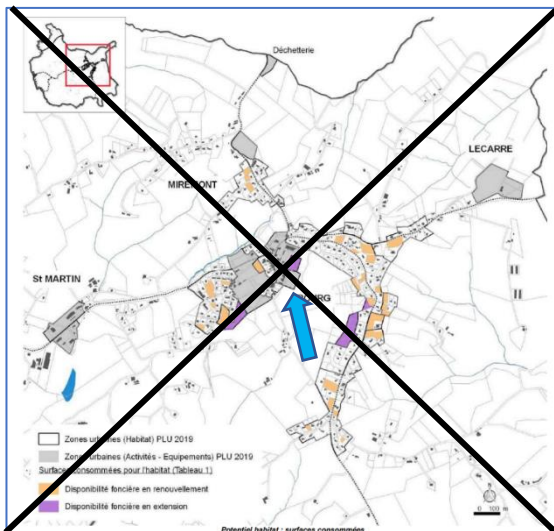 Déchetterie
LECARRE
MIREMONT
St MARTIN
Zones urbaines (Habitat) PLU 2019
Zones urbaines (Activités - Equipements) PLU 2019
Surfaces consommées pour l'habitat (Tableau 1)
Disponibilité foncière en renouvellement
Disponibilité foncière en extension
0 100 m
Potentiel habitat : surfaces consommées